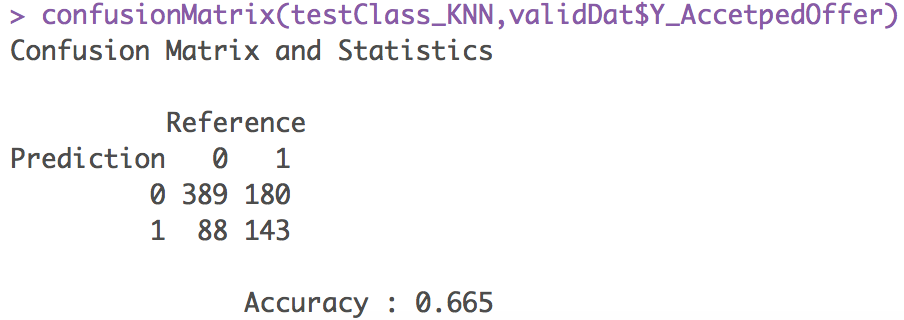 > confusionMatrix(testClass_KNN,validDat$Y_AccetpedOffer)
Confusion Matrix and Statistics
Reference
Prediction 0 1
0 389 180
1 88 143
Accuracy : 0.665